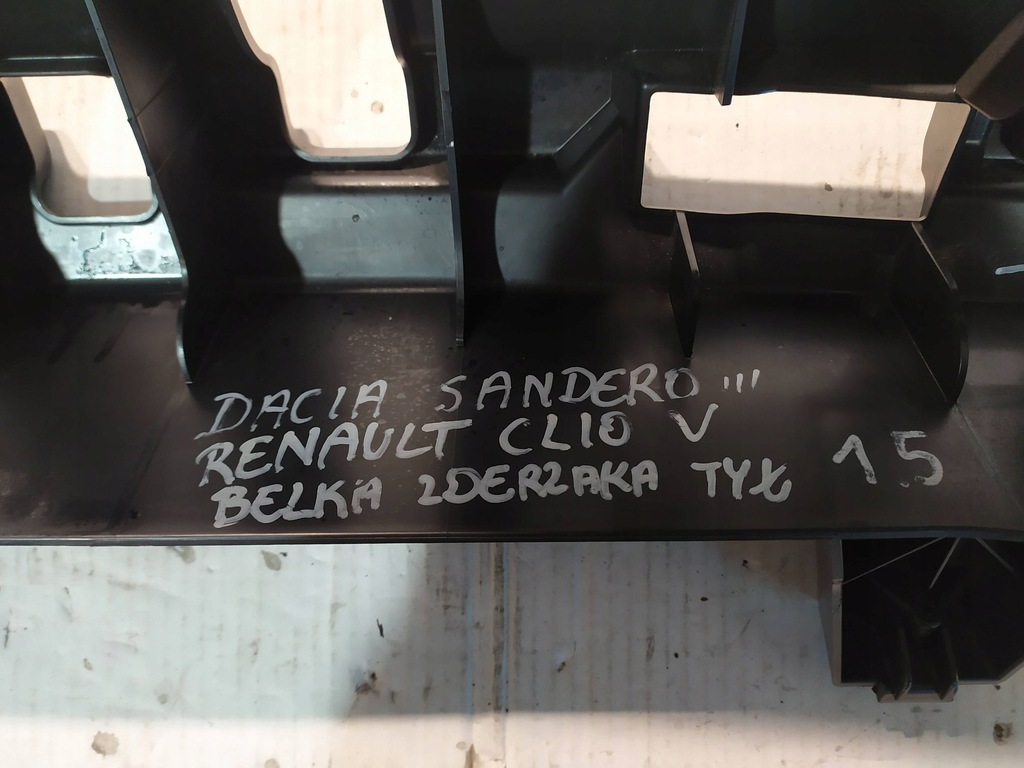 DACIA SANDERO III
RENAULT CLIO V
BELKA ZDERZAKA TYŁ 15